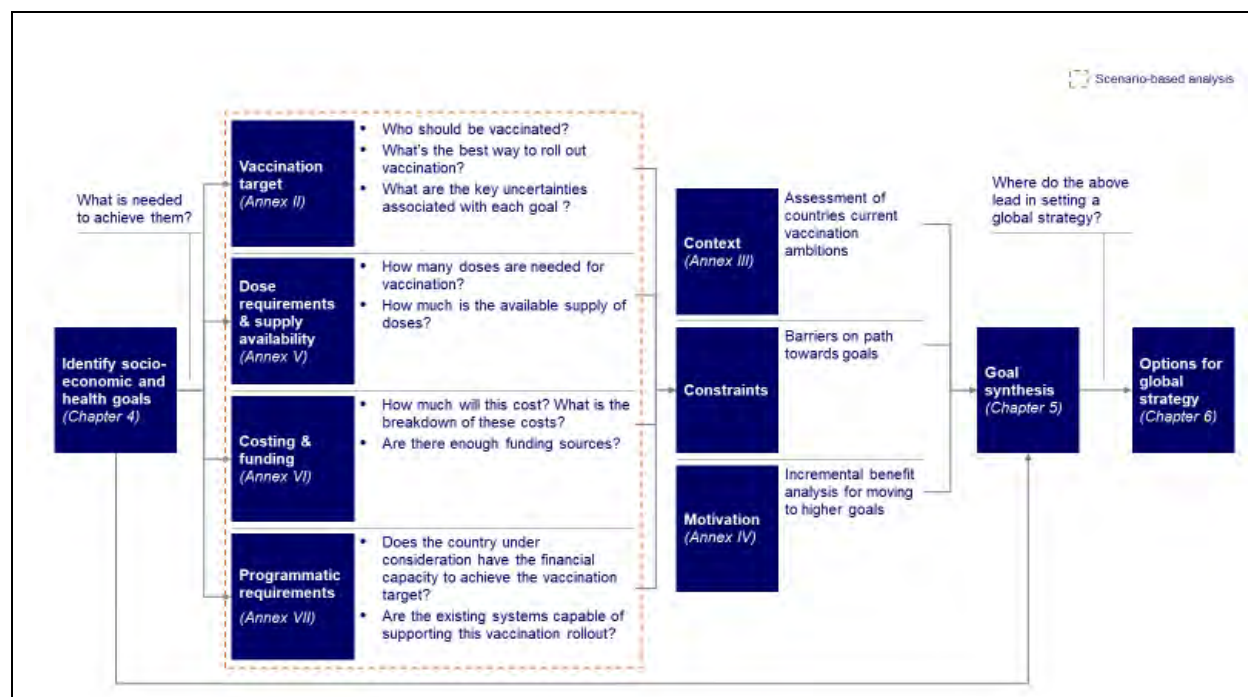 Scenario-based analysis
What is needed
to achieve them?
Identify socio-
economic and
health goals
(Chapter 4)
Vaccination
target
(Annex II)
• Who should be vaccinated?
• What's the best way to roll out
vaccination?
• What are the key uncertainties
associated with each goal ?
Dose
requirements
& supply
availability
(Annex V)
• How many doses are needed for
vaccination?
• How much is the available supply of
doses?
Costing &
funding
(Annex VI)
• How much will this cost? What is the
breakdown of these costs?
• Are there enough funding sources?
Programmatic
requirements
(Annex VII)
• Does the country under
consideration have the financial
capacity to achieve the vaccination
target?
• Are the existing systems capable of
supporting this vaccination rollout?
Context
(Annex III)
Assessment of
countries current
vaccination
ambitions
Constraints
Barriers on path
towards goals
Motivation
(Annex IV)
Incremental benefit
analysis for moving
to higher goals
Goal
synthesis
(Chapter 5)
Where do the above
lead in setting a
global strategy?
Options for
global
strategy
(Chapter 6)